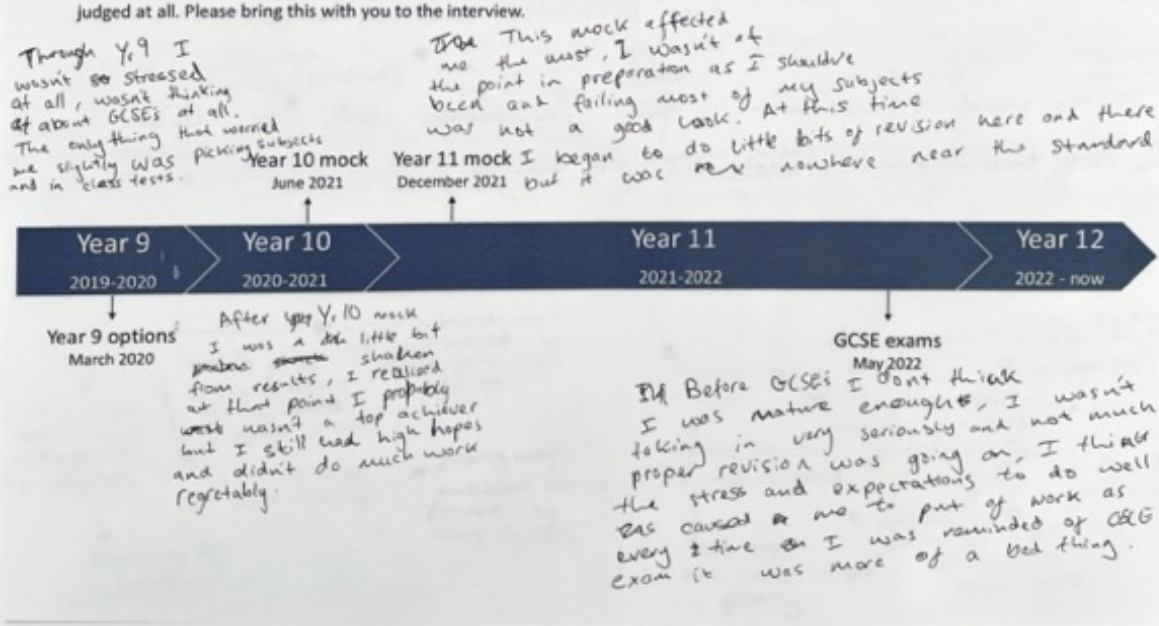 judged at all. Please bring this with you to the interview.
Through Y,9 I
wasn't so stressed
at all, wasn't thinking
about GCSEs at all.
The only thing that worried
me slightly was picking subjects
and in class tests.
This mock affected
me the most, I wasn't at
the point in preparation as I should've
been and failing most of my subjects
was not a good look. At this time
I began to do little bits of revision here and there
but it was nowhere near the standard
Year 10 mock
June 2021
Year 11 mock
December 2021
Year 9
2019-2020
Year 10
2020-2021
Year 11
2021-2022
Year 12
2022 - now
Year 9 options
March 2020
After Y,10 mock
I was a little bit
shaken
from results, I realised
at that point I propably
wasn't a top achiever
but I still had high hopes
and didn't do much work
regretably.
GCSE exams
May 2022
Before GCSEs I don't think
I was mature enough, I wasn't
taking in very seriously and not much
proper revision was going on, I think
the stress and expectations to do well
caused me to put of work as
every time I was reminded of GSCE
exam it was more of a bad thing.